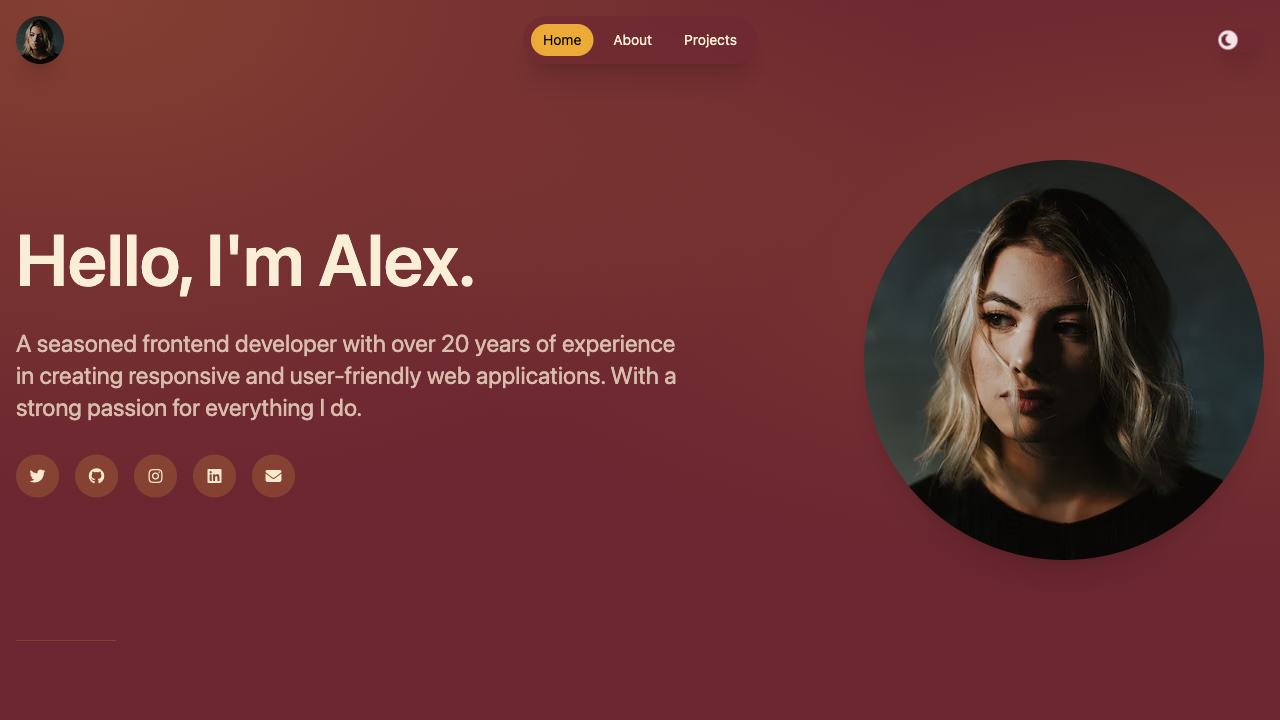 Home
About
Projects
Hello, I'm Alex.
A seasoned frontend developer with over 20 years of experience
in creating responsive and user-friendly web applications. With a
strong passion for everything I do.